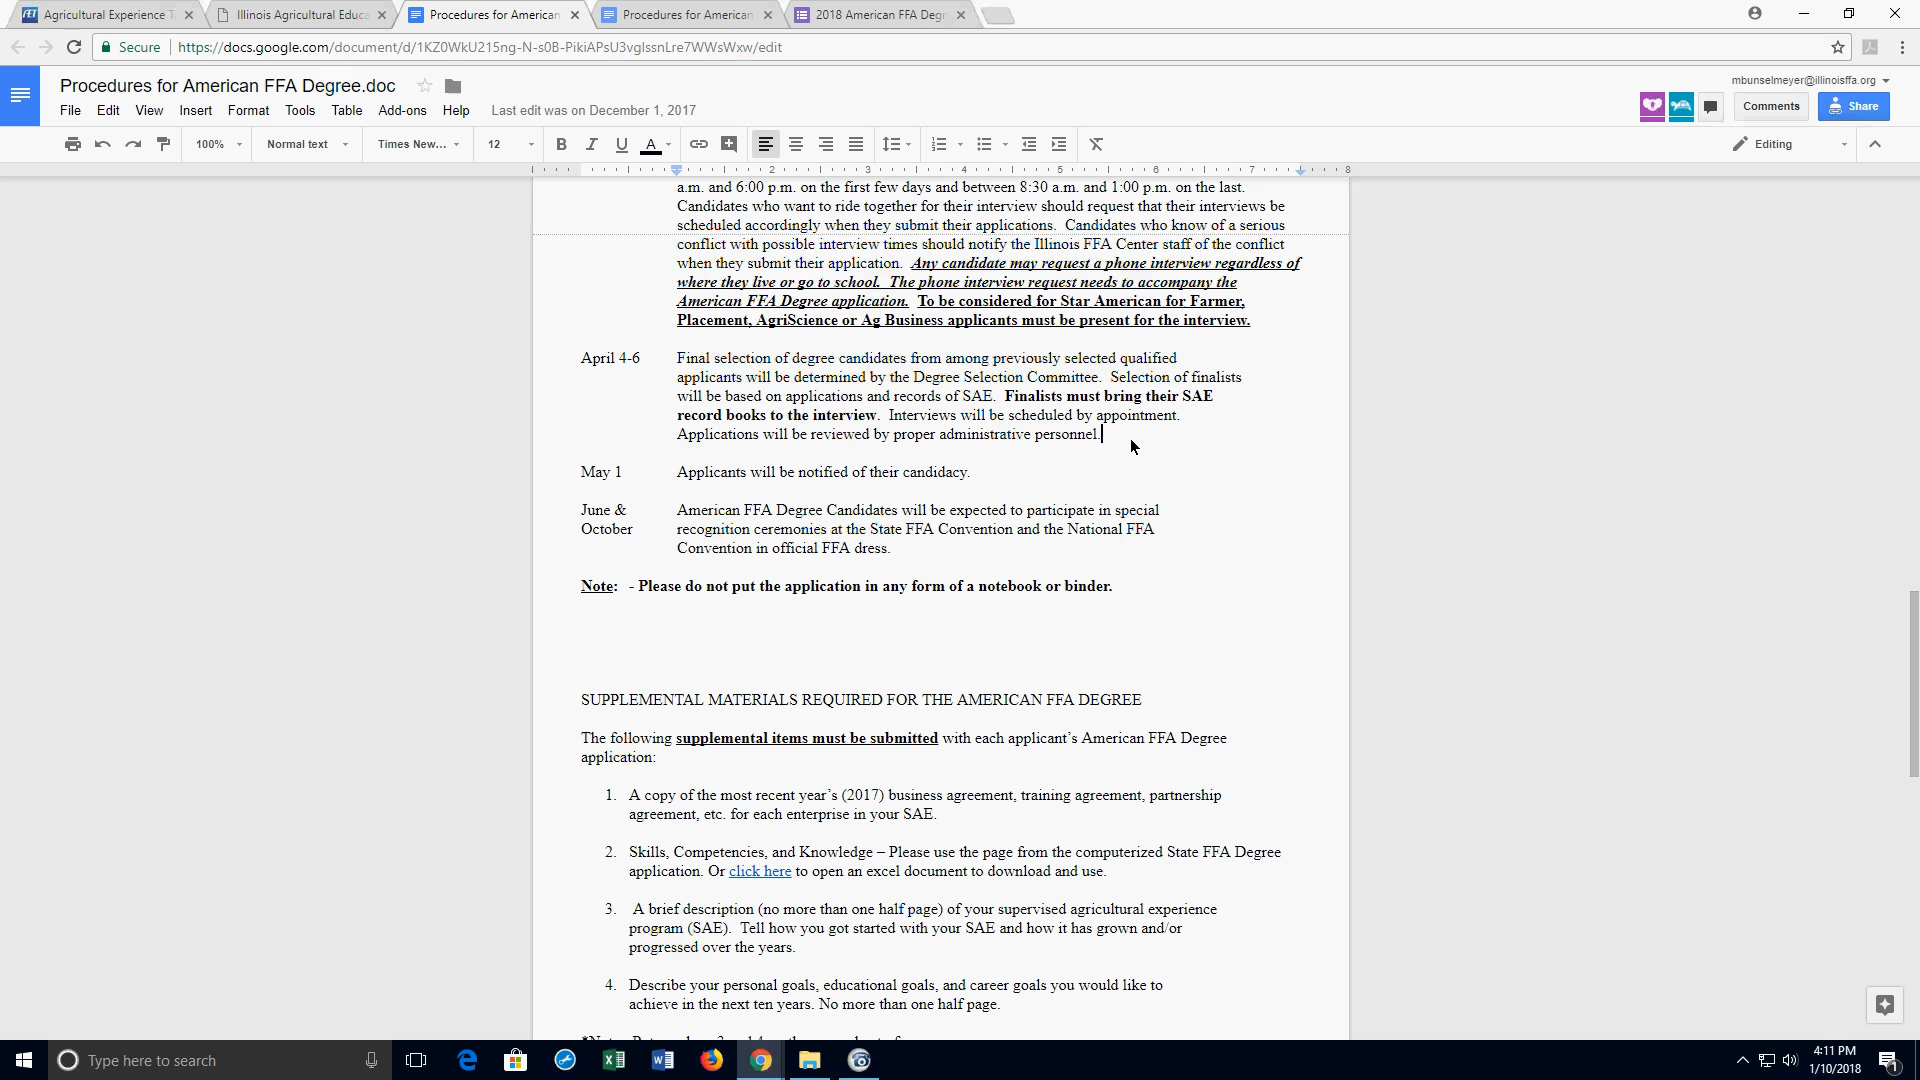 Agricultural Experience T
Illinois Agricultural Educa
Procedures for American
Procedures for American
2018 American FFA Deg
Secure
https://docs.google.com/document/d/1KZ0WkU215ng-N-s0B-PikiAPsU3vglssnLre7WWsWxw/edit
Procedures for American FFA Degree.doc
mbunselmeyer@illinoisffa.org
File Edit View Insert Format Tools Table Add-ons Help Last edit was on December 1, 2017
Comments Share
100% Normal text Times New... 12 B I U A Editing
2 3 4 5 6 7 8
a.m. and 6:00 p.m. on the first few days and between 8:30 a.m. and 1:00 p.m. on the last.
Candidates who want to ride together for their interview should request that their interviews be
scheduled accordingly when they submit their applications. Candidates who know of a serious
conflict with possible interview times should notify the Illinois FFA Center staff of the conflict
when they submit their application. Any candidate may request a phone interview regardless of
where they live or go to school. The phone interview request needs to accompany the
American FFA Degree application. To be considered for Star American for Farmer,
Placement, AgriScience or Ag Business applicants must be present for the interview.
April 4-6 Final selection of degree candidates from among previously selected qualified
applicants will be determined by the Degree Selection Committee. Selection of finalists
will be based on applications and records of SAE. Finalists must bring their SAE
record books to the interview. Interviews will be scheduled by appointment.
Applications will be reviewed by proper administrative personnel.
May 1 Applicants will be notified of their candidacy.
June & American FFA Degree Candidates will be expected to participate in special
October recognition ceremonies at the State FFA Convention and the National FFA
Convention in official FFA dress.
Note: - Please do not put the application in any form of a notebook or binder.
SUPPLEMENTAL MATERIALS REQUIRED FOR THE AMERICAN FFA DEGREE
The following supplemental items must be submitted with each applicant’s American FFA Degree
application:
1. A copy of the most recent year’s (2017) business agreement, training agreement, partnership
agreement, etc. for each enterprise in your SAE.
2. Skills, Competencies, and Knowledge – Please use the page from the computerized State FFA Degree
application. Or click here to open an excel document to download and use.
3. A brief description (no more than one half page) of your supervised agricultural experience
program (SAE). Tell how you got started with your SAE and how it has grown and/or
progressed over the years.
4. Describe your personal goals, educational goals, and career goals you would like to
achieve in the next ten years. No more than one half page.
Type here to search
4:11 PM
1/10/2018